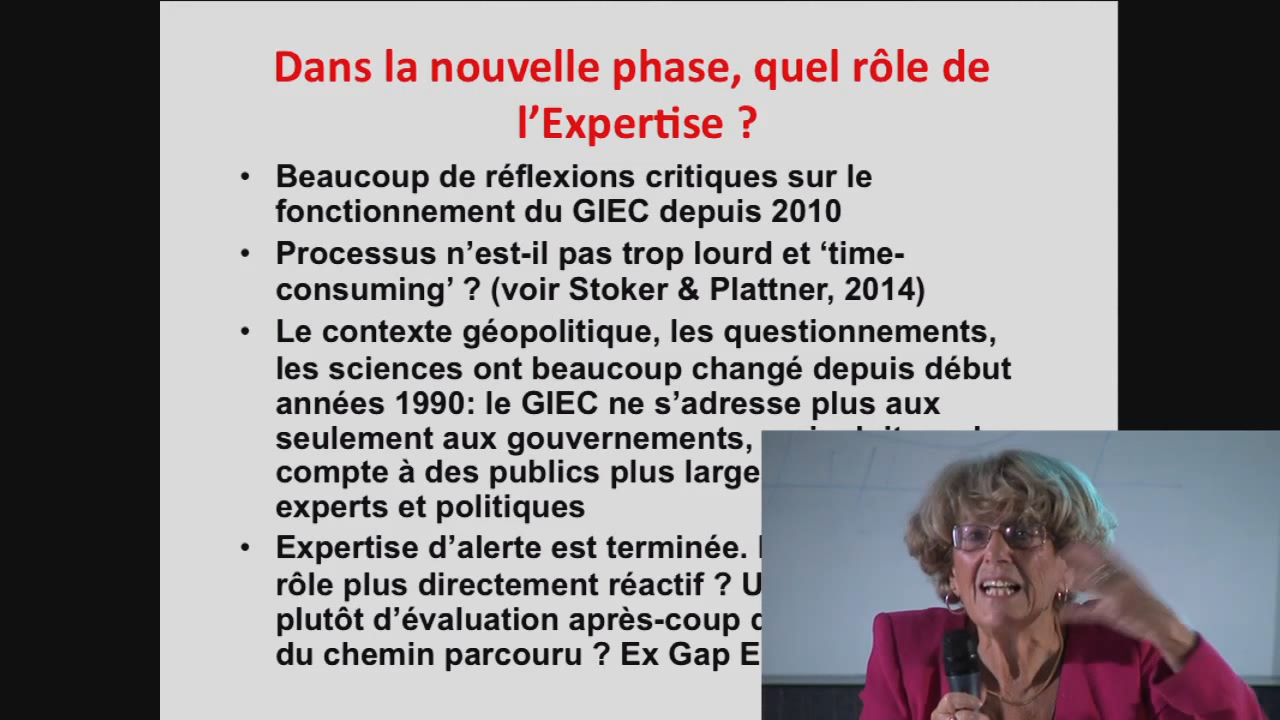 Dans la nouvelle phase, quel rôle de
l’Expertise ?
• Beaucoup de réflexions critiques sur le
fonctionnement du GIEC depuis 2010
• Processus n’est-il pas trop lourd et ‘time-
consuming’ ? (voir Stoker & Plattner, 2014)
• Le contexte géopolitique, les questionnements,
les sciences ont beaucoup changé depuis début
années 1990: le GIEC ne s’adresse plus aux
seulement aux gouvernements,
compte à des publics plus large
experts et politiques
• Expertise d’alerte est terminée.
rôle plus directement réactif ? U
plutôt d’évaluation après-coup
du chemin parcouru ? Ex Gap E